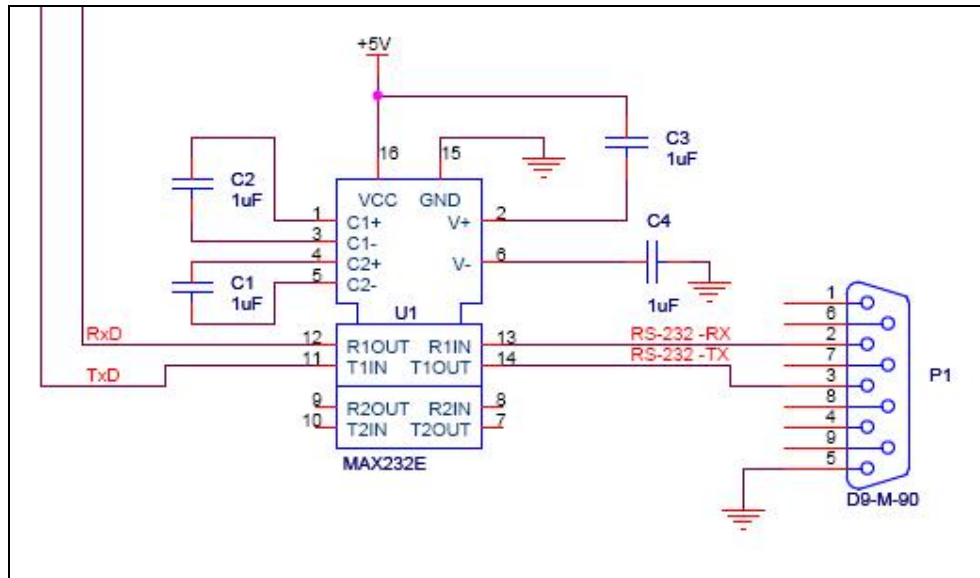 +5V
16 15
C3
1uF
C2
1uF
VCC GND
1 C1+ V+ 2
3 C1-
4 C2+ V- 6
5 C2-
C4
1uF
C1
1uF
U1
RxD 12 R1OUT R1IN 13 RS-232 -RX
TxD 11 T1IN T1OUT 14 RS-232 -TX
9 R2OUT R2IN 8
10 T2IN T2OUT 7
MAX232E
1
6
2
7
3
8
4
9
5
P1
D9-M-90